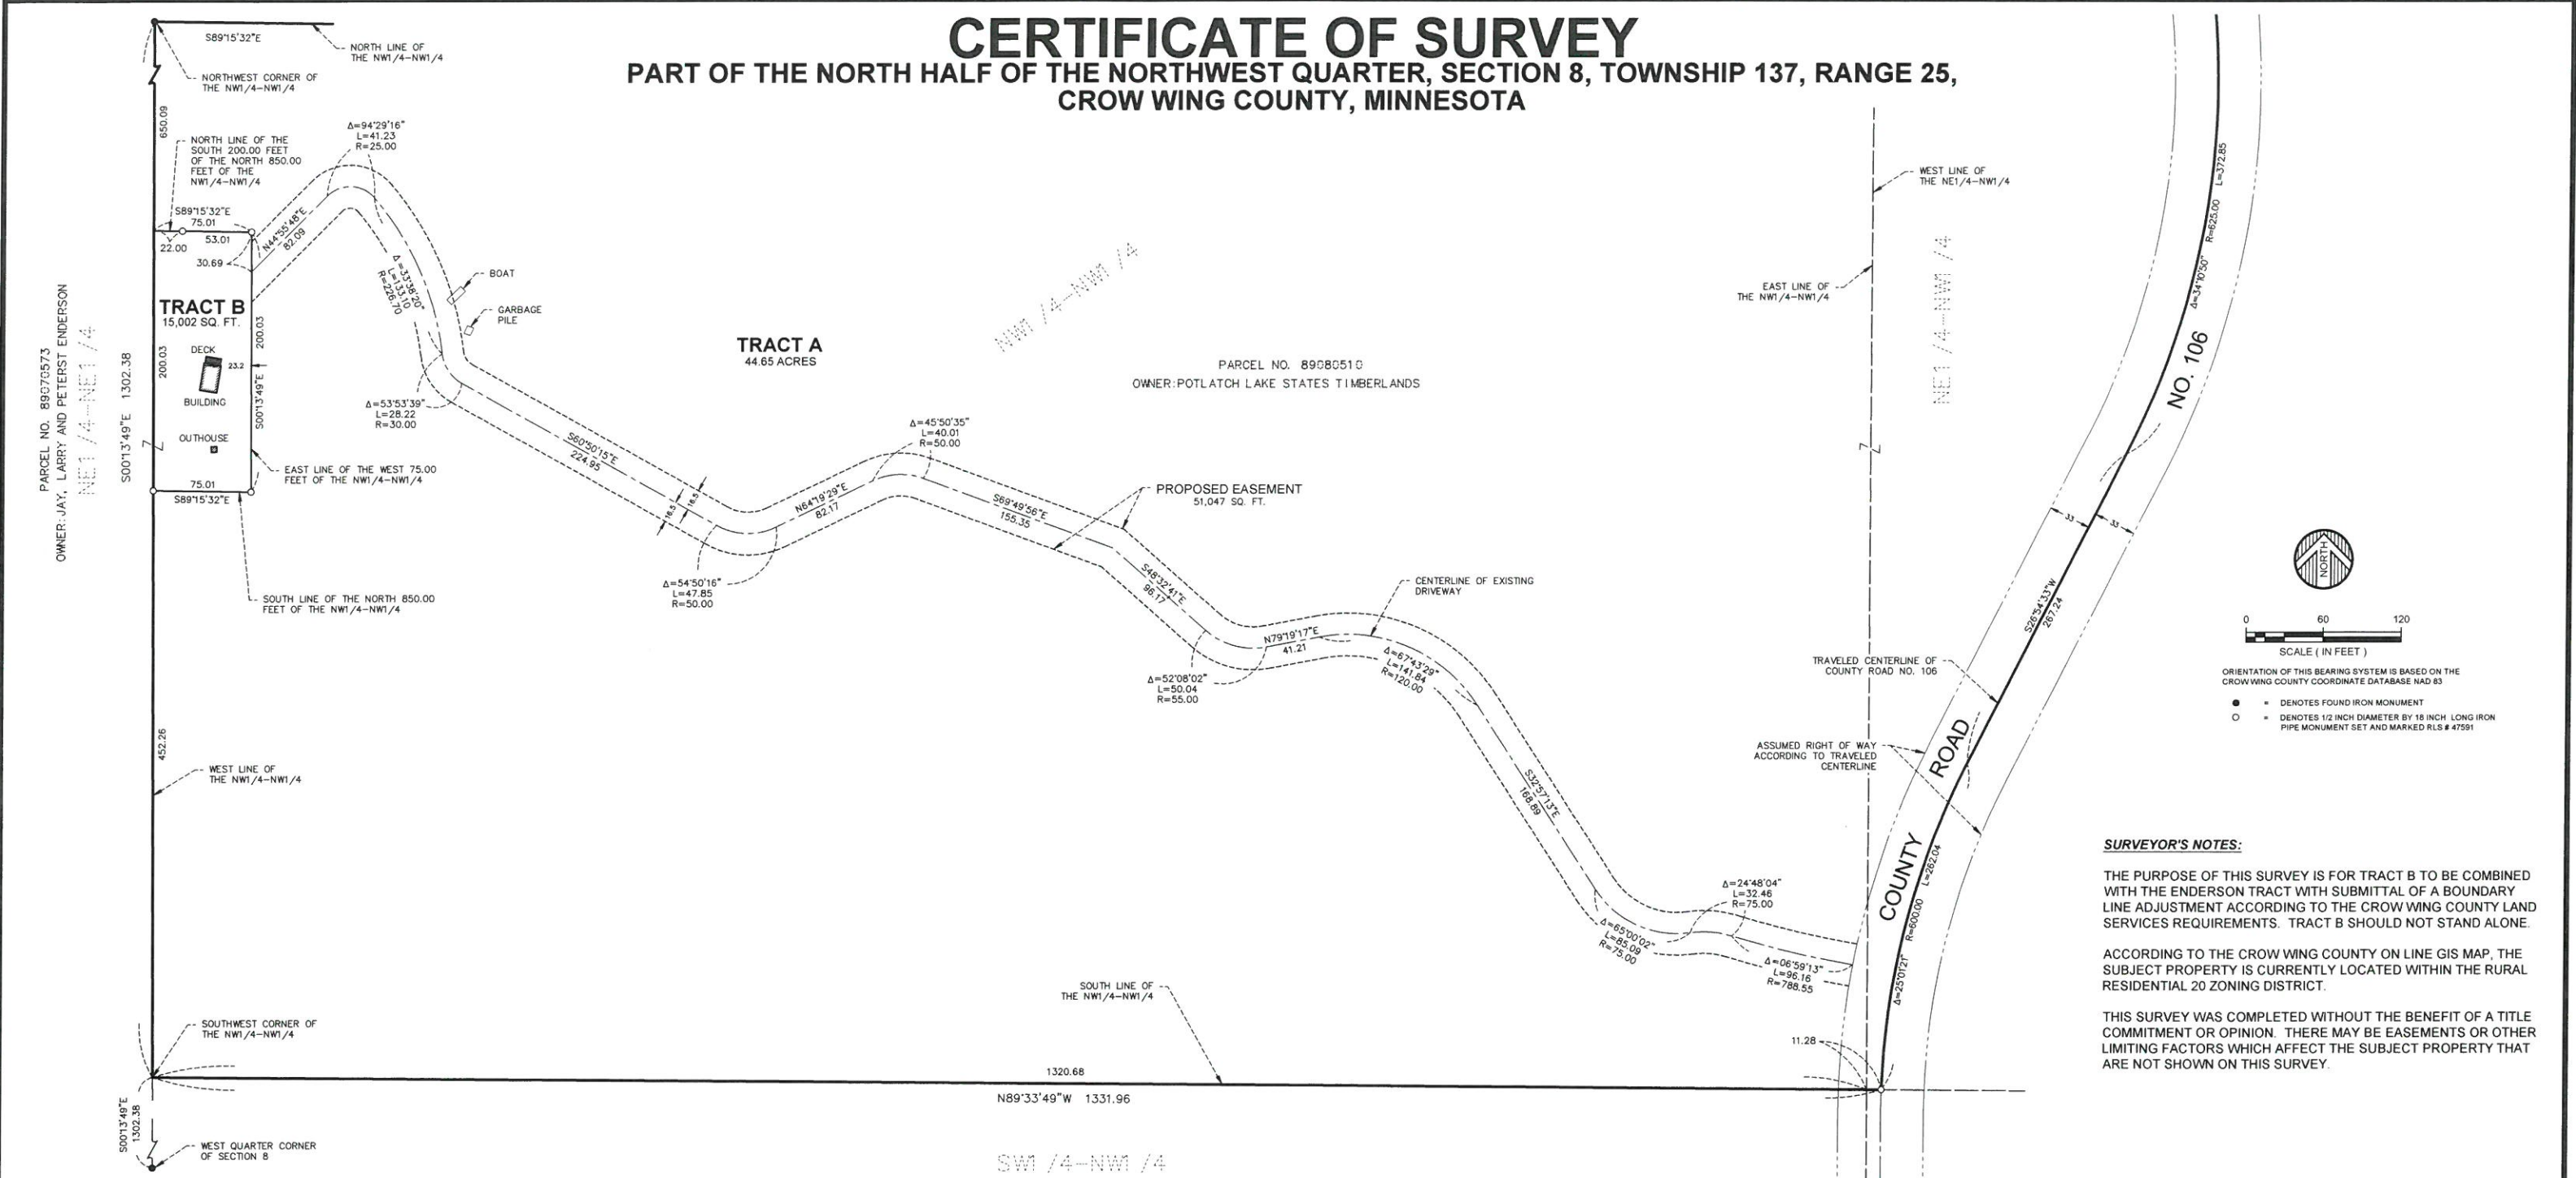 CERTIFICATE OF SURVEY
PART OF THE NORTH HALF OF THE NORTHWEST QUARTER, SECTION 8, TOWNSHIP 137, RANGE 25,
CROW WING COUNTY, MINNESOTA
S89°15'32"E
NORTH LINE OF
THE NW1/4-NW1/4
NORTHWEST CORNER OF
THE NW1/4-NW1/4
650.09
NORTH LINE OF THE
SOUTH 200.00 FEET
OF THE NORTH 850.00
FEET OF THE
NW1/4-NW1/4
Δ=94°29'16"
L=41.23
R=25.00
S89°15'32"E
75.01
53.01
22.00
30.69
N44°55'48"E
82.09
Δ=33°38'20"
L=133.10
R=226.70
BOAT
GARBAGE
PILE
TRACT B
15,002 SQ. FT.
DECK
23.2
BUILDING
OUTHOUSE
200.03
200.03
S00°13'49"E
75.01
S89°15'32"E
PARCEL NO. 89070573
OWNER: JAY, LARRY AND PETERST ENDERSON
NE1/4-NE1/4
S00°13'49"E 1302.38
EAST LINE OF THE WEST 75.00
FEET OF THE NW1/4-NW1/4
SOUTH LINE OF THE NORTH 850.00
FEET OF THE NW1/4-NW1/4
Δ=53°53'39"
L=28.22
R=30.00
S60°50'15"E
224.95
16.5
16.5
Δ=54°50'16"
L=47.85
R=50.00
N64°19'29"E
82.17
Δ=45°50'35"
L=40.01
R=50.00
S69°49'56"E
155.35
TRACT A
44.65 ACRES
NW1/4-NW1/4
PARCEL NO. 89080510
OWNER: POTLATCH LAKE STATES TIMBERLANDS
PROPOSED EASEMENT
51,047 SQ. FT.
S48°32'41"E
96.17
Δ=52°08'02"
L=50.04
R=55.00
N79°19'17"E
41.21
CENTERLINE OF EXISTING
DRIVEWAY
Δ=67°43'29"
L=141.84
R=120.00
S32°57'13"E
168.89
Δ=65°00'02"
L=85.09
R=75.00
Δ=24°48'04"
L=32.46
R=75.00
Δ=06°59'13"
L=96.16
R=788.55
WEST LINE OF
THE NE1/4-NW1/4
EAST LINE OF
THE NW1/4-NW1/4
NE1/4-NW1/4
Δ=34°10'50" R=625.00 L=372.85
COUNTY ROAD NO. 106
33
33
S26°54'33"W
267.24
TRAVELED CENTERLINE OF
COUNTY ROAD NO. 106
ASSUMED RIGHT OF WAY
ACCORDING TO TRAVELED
CENTERLINE
Δ=25°01'21" R=600.00 L=262.04
NORTH
0 60 120
SCALE ( IN FEET )
ORIENTATION OF THIS BEARING SYSTEM IS BASED ON THE
CROW WING COUNTY COORDINATE DATABASE NAD 83
= DENOTES FOUND IRON MONUMENT
= DENOTES 1/2 INCH DIAMETER BY 18 INCH LONG IRON
PIPE MONUMENT SET AND MARKED RLS # 47591
452.26
WEST LINE OF
THE NW1/4-NW1/4
SOUTHWEST CORNER OF
THE NW1/4-NW1/4
SOUTH LINE OF
THE NW1/4-NW1/4
11.28
1320.68
N89°33'49"W 1331.96
S00°13'49"E
1302.38
WEST QUARTER CORNER
OF SECTION 8
SW1/4-NW1/4
SURVEYOR'S NOTES:
THE PURPOSE OF THIS SURVEY IS FOR TRACT B TO BE COMBINED
WITH THE ENDERSON TRACT WITH SUBMITTAL OF A BOUNDARY
LINE ADJUSTMENT ACCORDING TO THE CROW WING COUNTY LAND
SERVICES REQUIREMENTS. TRACT B SHOULD NOT STAND ALONE.
ACCORDING TO THE CROW WING COUNTY ON LINE GIS MAP, THE
SUBJECT PROPERTY IS CURRENTLY LOCATED WITHIN THE RURAL
RESIDENTIAL 20 ZONING DISTRICT.
THIS SURVEY WAS COMPLETED WITHOUT THE BENEFIT OF A TITLE
COMMITMENT OR OPINION. THERE MAY BE EASEMENTS OR OTHER
LIMITING FACTORS WHICH AFFECT THE SUBJECT PROPERTY THAT
ARE NOT SHOWN ON THIS SURVEY.